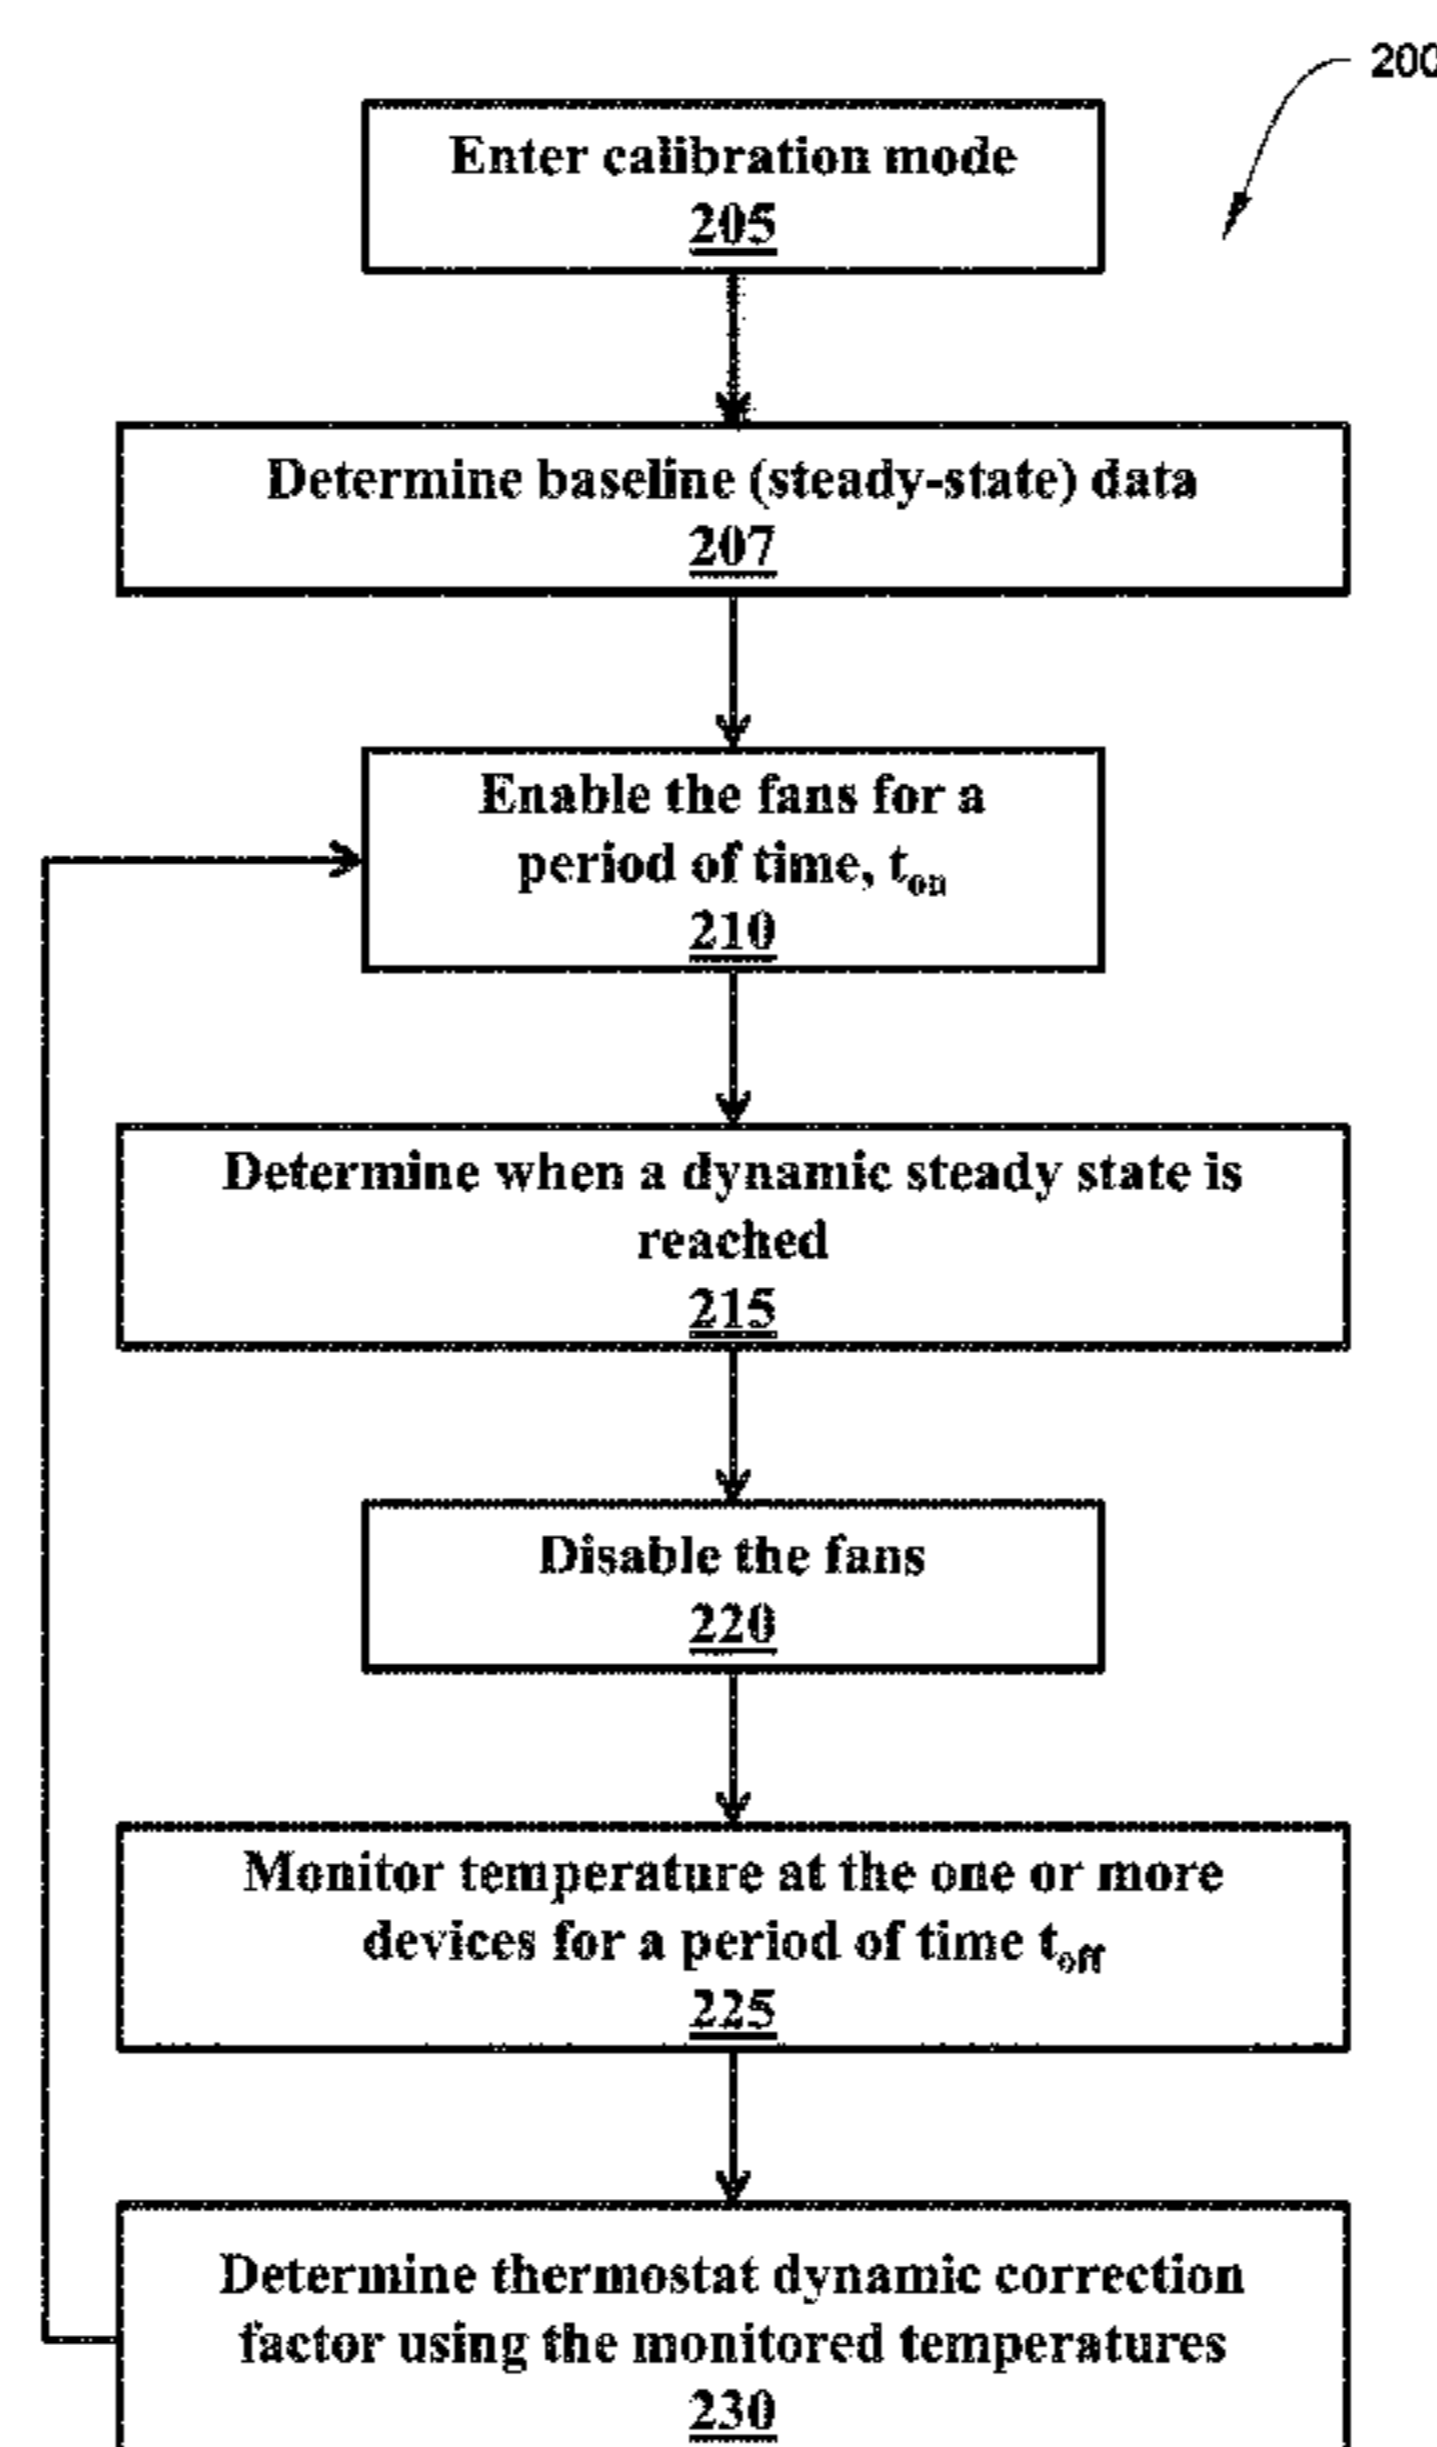 200
Enter calibration mode
205
Determine baseline (steady-state) data
207
Enable the fans for a
period of time, ton
210
Determine when a dynamic steady state is
reached
215
Disable the fans
220
Monitor temperature at the one or more
devices for a period of time toff
225
Determine thermostat dynamic correction
factor using the monitored temperatures
230